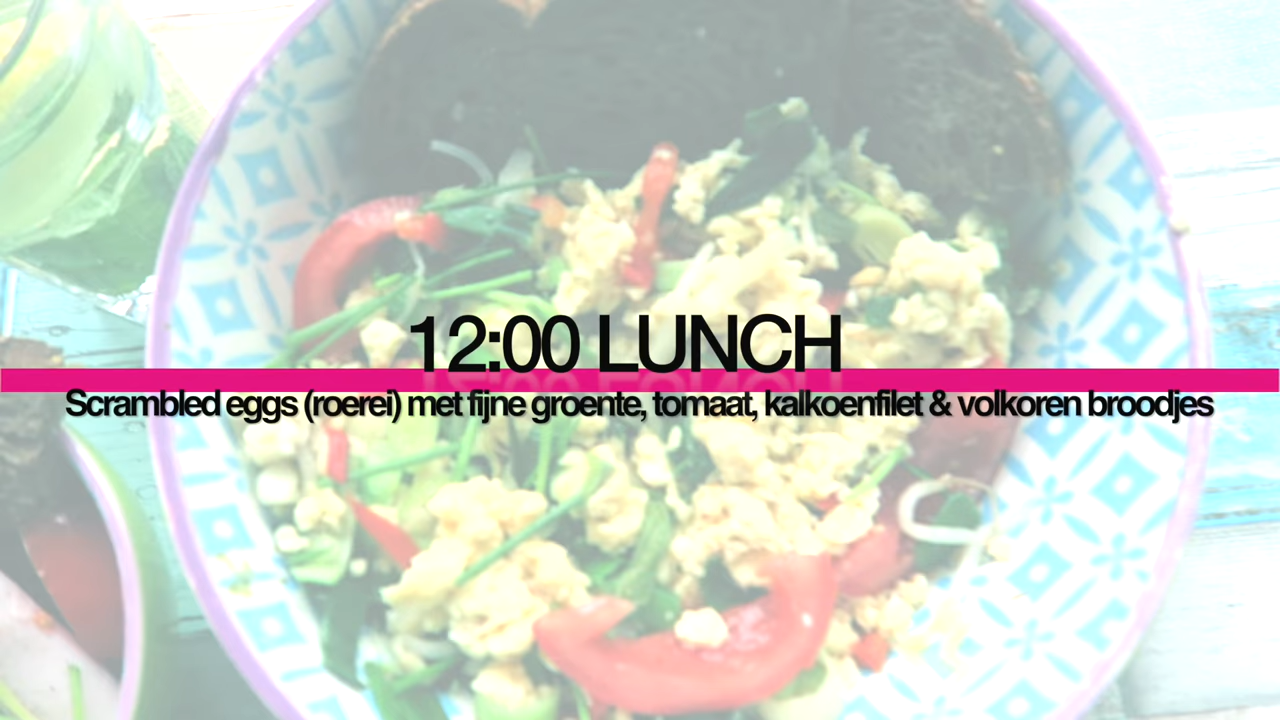 12:00 LUNCH
Scrambled eggs (roerei) met fijne groente, tomaat, kalkoenfilet & volkoren broodjes